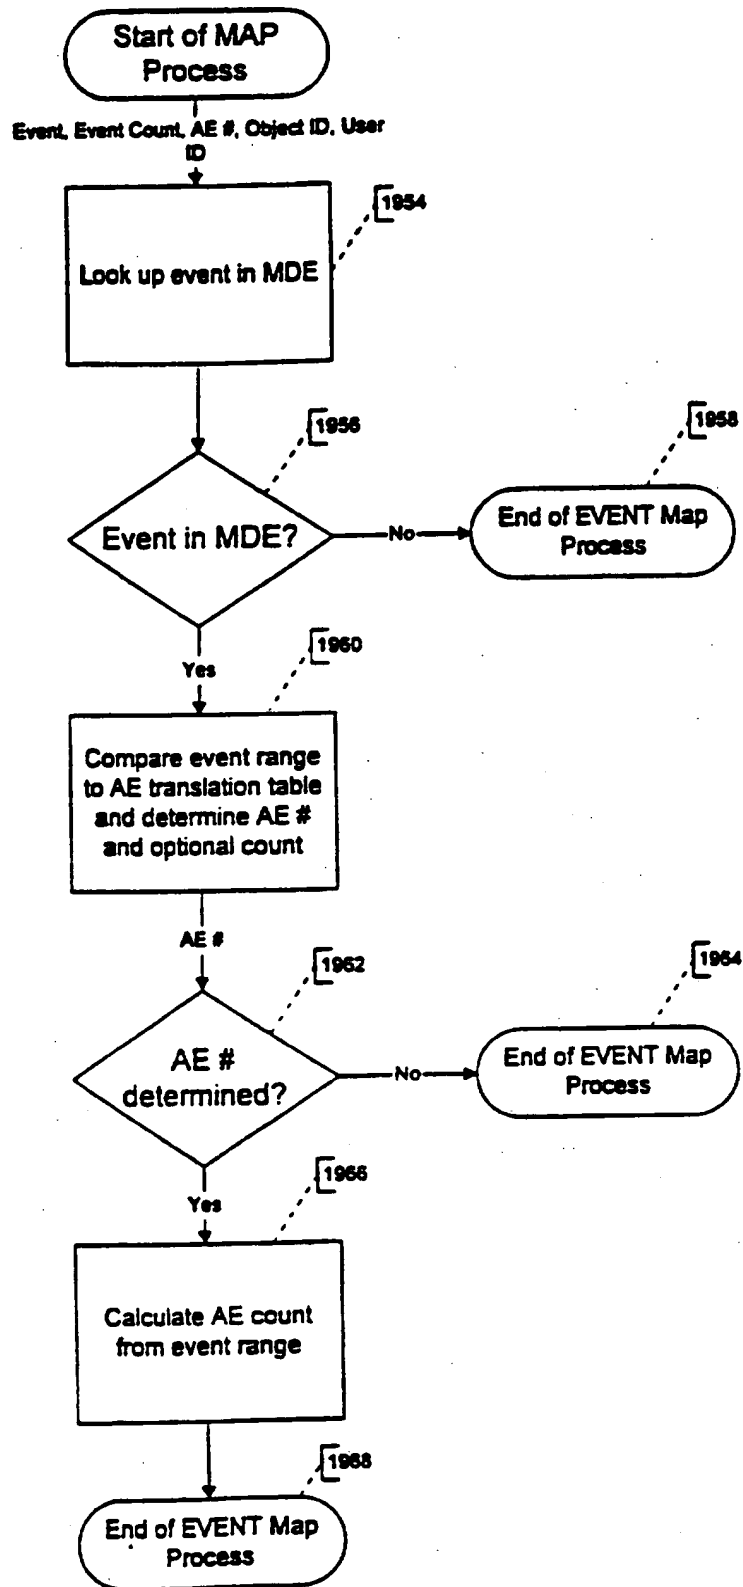 Start of MAP
Process
Event, Event Count, AE #, Object ID, User
ID
1954
Look up event in MDE
1956
1958
Event in MDE?
No
End of EVENT Map
Process
Yes
1960
Compare event range
to AE translation table
and determine AE #
and optional count
AE #
1962
1964
AE #
determined?
No
End of EVENT Map
Process
Yes
1966
Calculate AE count
from event range
1968
End of EVENT Map
Process